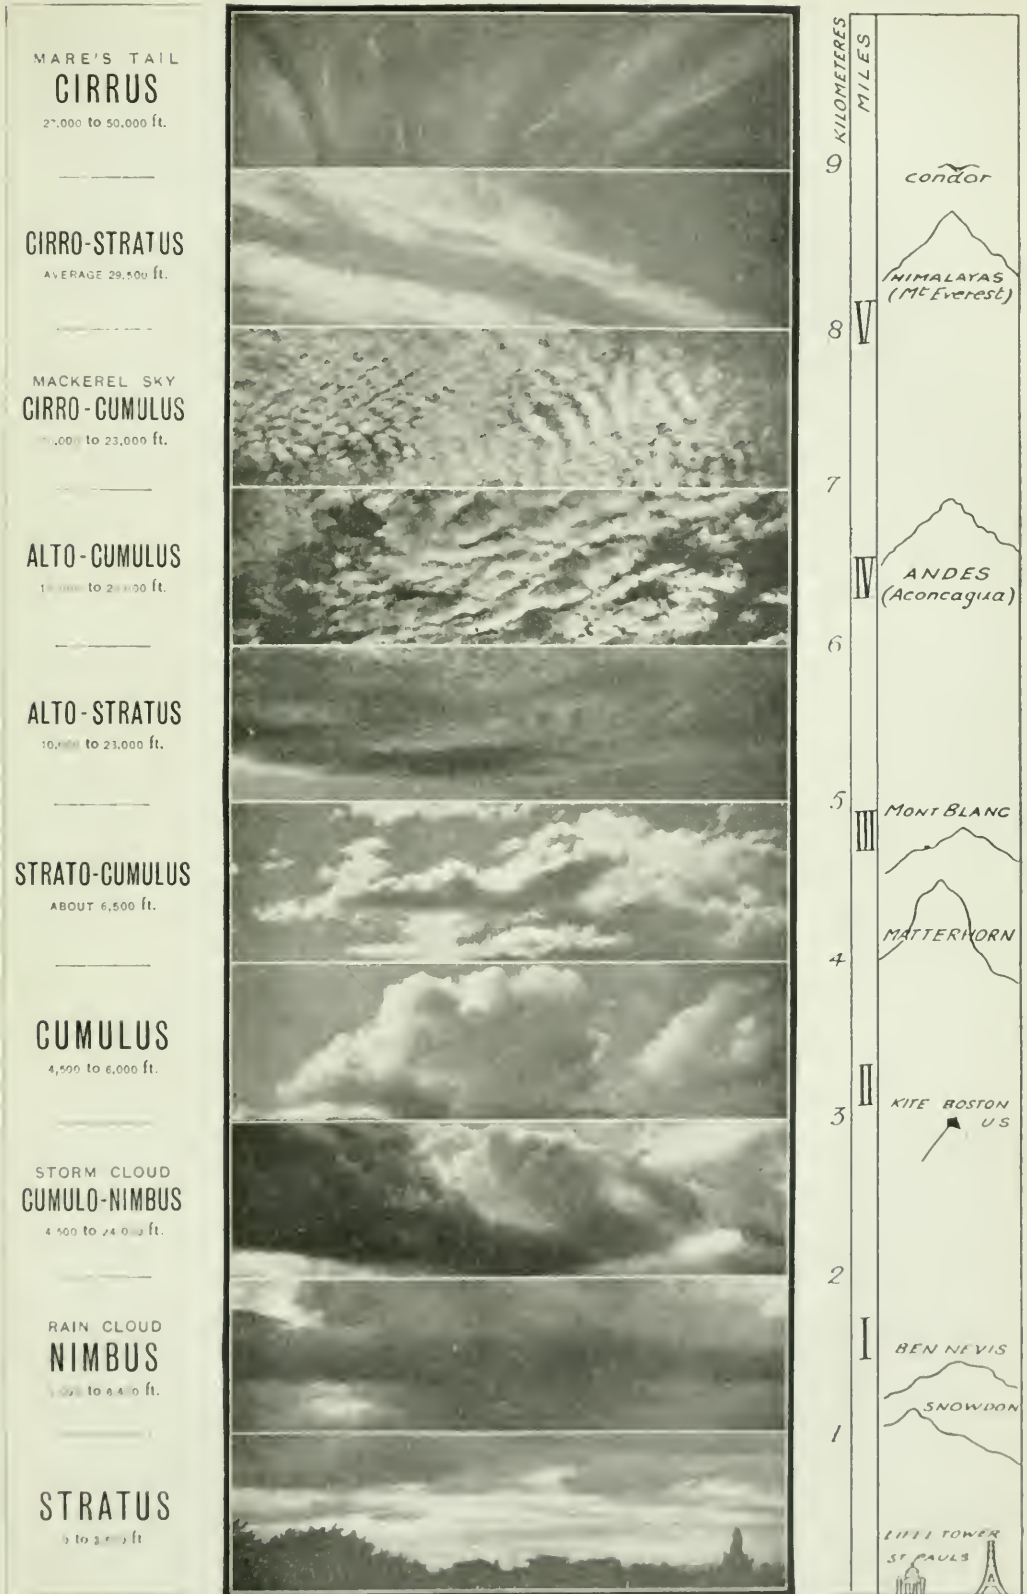 MARE'S TAIL
CIRRUS
to 50,000 ft.
CIRRO-STRATUS
AVERAGE 29,500 ft.
MACKEREL SKY
CIRRO-CUMULUS
to 23,000 ft.
ALTO-CUMULUS
to ft.
ALTO-STRATUS
to 23,000 ft.
STRATO-CUMULUS
ABOUT 6,500 ft.
CUMULUS
4,500 to 6,000 ft.
STORM CLOUD
CUMULO-NIMBUS
4,500 to ft.
RAIN CLOUD
NIMBUS
to ft.
STRATUS
to ft
KILOMETERES
MILES
9
8
7
6
5
4
3
2
1
V
IV
III
II
I
condor
HIMALAYAS
(Mt Everest)
ANDES
(Aconcagua)
MONT BLANC
MATTERHORN
KITE BOSTON
US
BEN NEVIS
SNOWDON
TOWER
ST PAULS